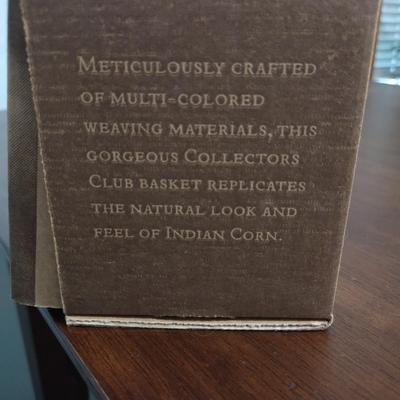 Meticulously crafted
of multi-colored
weaving materials, this
gorgeous Collectors
Club basket replicates
the natural look and
feel of Indian Corn.